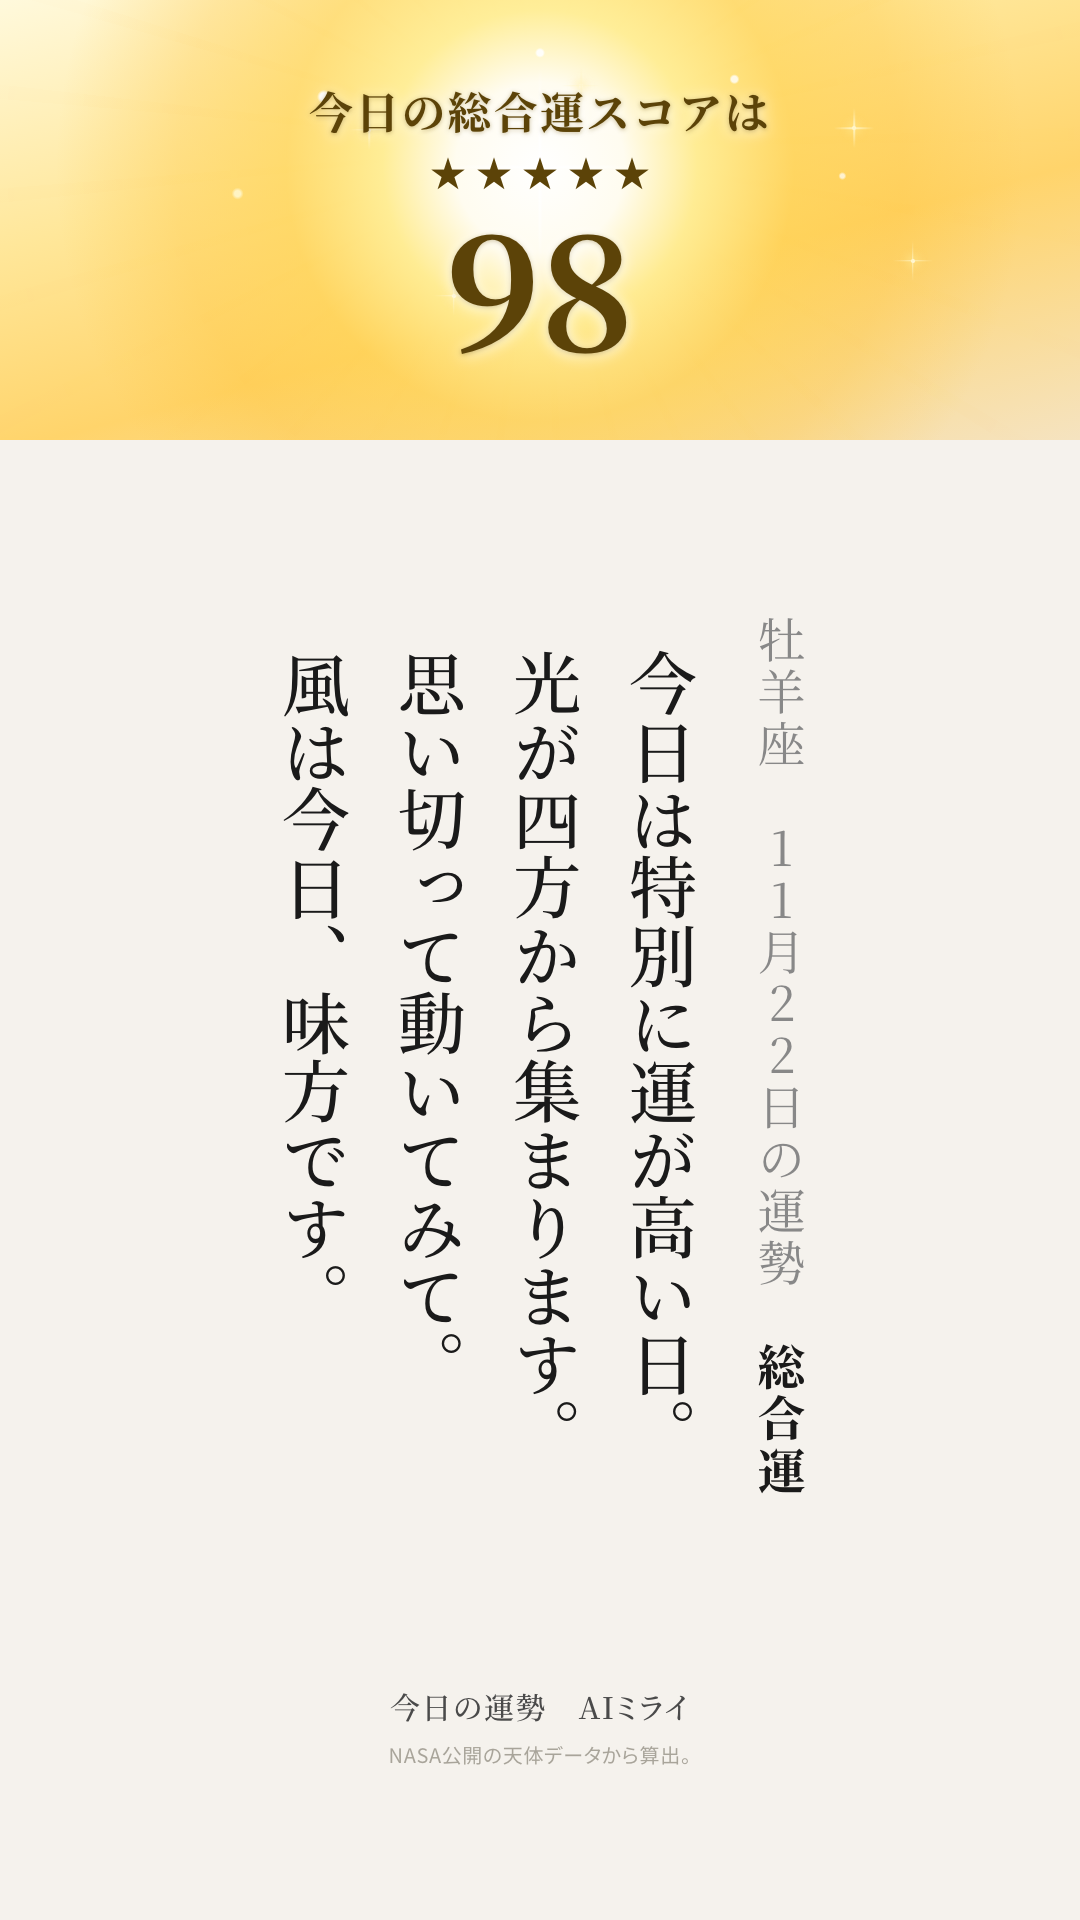 今日の総合運スコアは
★★★★★
98
牡羊座　11月22日の運勢　総合運
今日は特別に運が高い日。
光が四方から集まります。
思い切って動いてみて。
風は今日、味方です。
今日の運勢　AIミライ
NASA公開の天体データから算出。